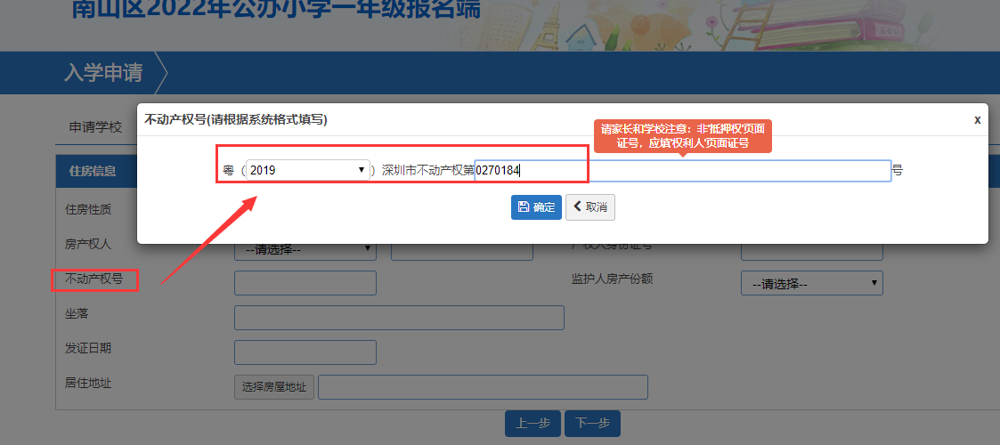 南山区2022年公办小学一年级报名端
入学申请
申请学校
不动产权号(请根据系统格式填写)
x
请家长和学校注意：非'抵押权'页面
证号，应填'权利人'页面证号
粤（2019）深圳市不动产权第0270184号
确定 取消
住房信息
住房性质
房产权人 --请选择-- 产权人身份证号
不动产权号 监护人房产份额 --请选择--
坐落
发证日期
居住地址 选择房屋地址
上一步 下一步